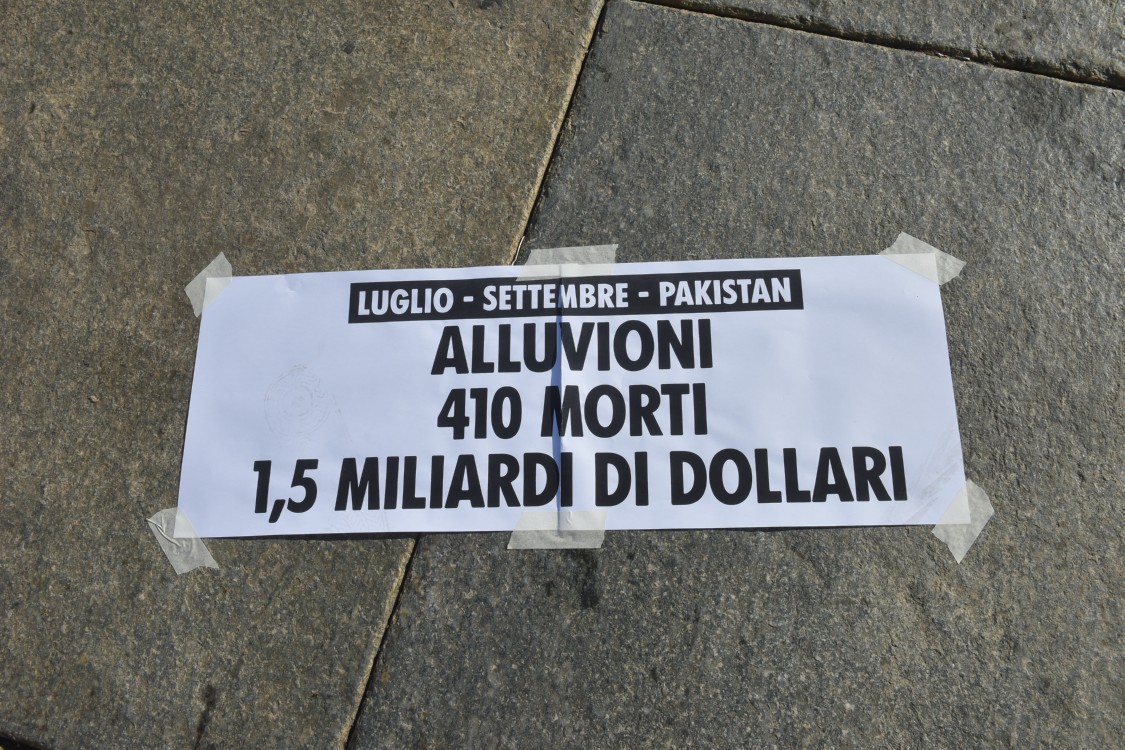 LUGLIO - SETTEMBRE - PAKISTAN
ALLUVIONI
410 MORTI
1,5 MILIARDI DI DOLLARI